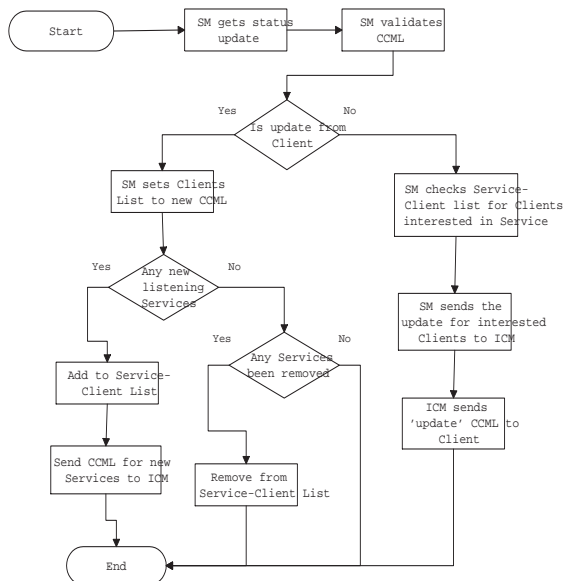 Start
SM gets status
update
SM validates
CCML
Yes
No
Is update from
Client
SM sets Clients
List to new CCML
SM checks Service-
Client list for Clients
interested in Service
Yes
Any new
listening
Services
No
SM sends the
update for interested
Clients to ICM
Yes
No
Any Services
been removed
Add to Service-
Client List
ICM sends
'update' CCML to
Client
Send CCML for new
Services to ICM
Remove from
Service-Client List
End